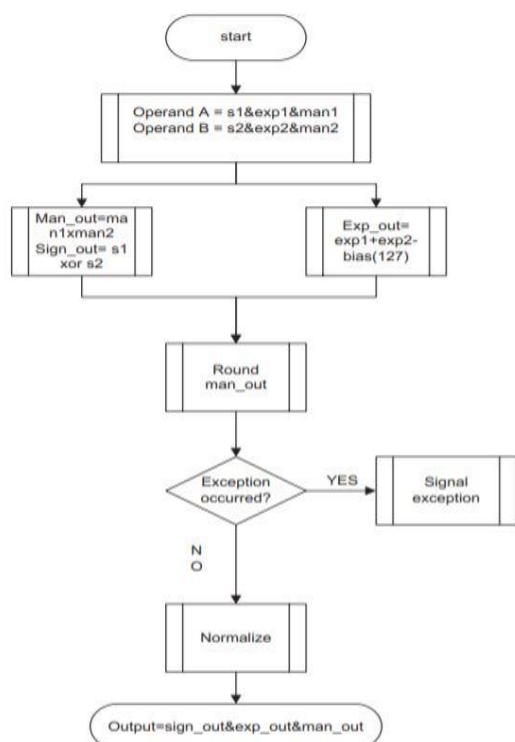 start
Operand A = s1&exp1&man1
Operand B = s2&exp2&man2
Man_out=ma
n1xman2
Sign_out= s1
xor s2
Exp_out=
exp1+exp2-
bias(127)
Round
man_out
Exception
occurred?
YES
Signal
exception
N
O
Normalize
Output=sign_out&exp_out&man_out